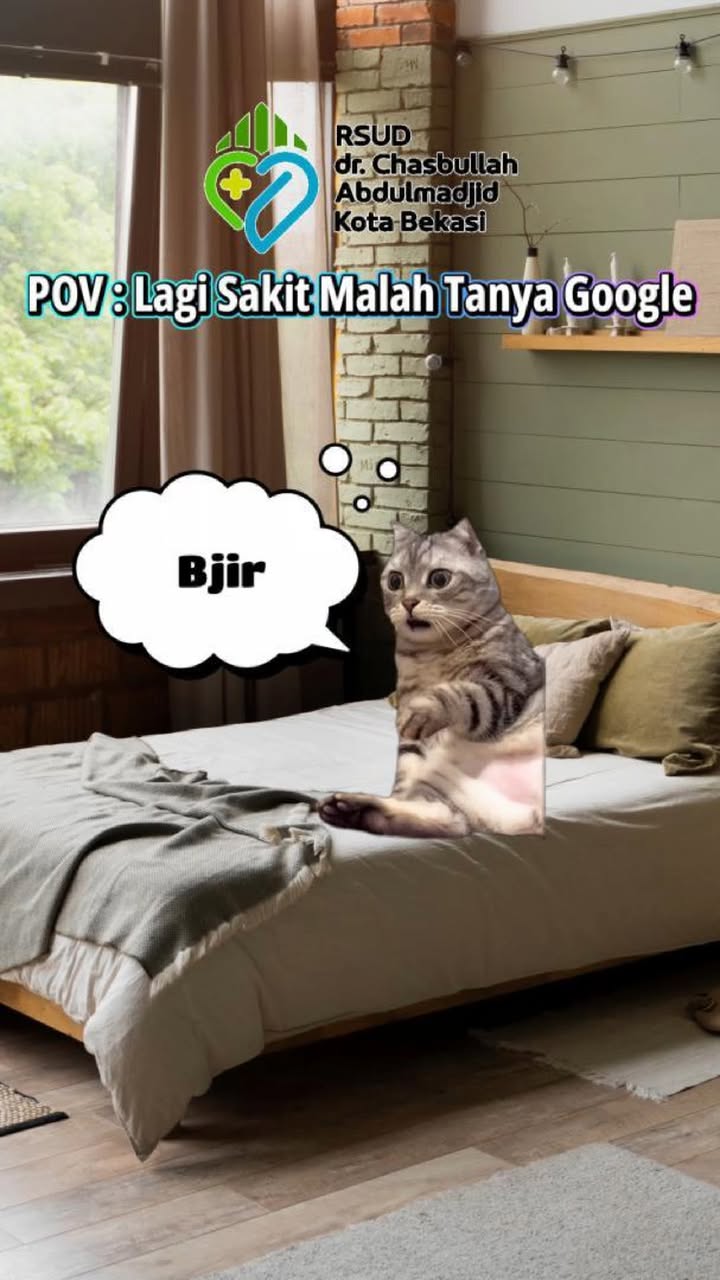 RSUD
dr. Chasbullah
Abdulmadjid
Kota Bekasi
POV : Lagi Sakit Malah Tanya Google
Bjir